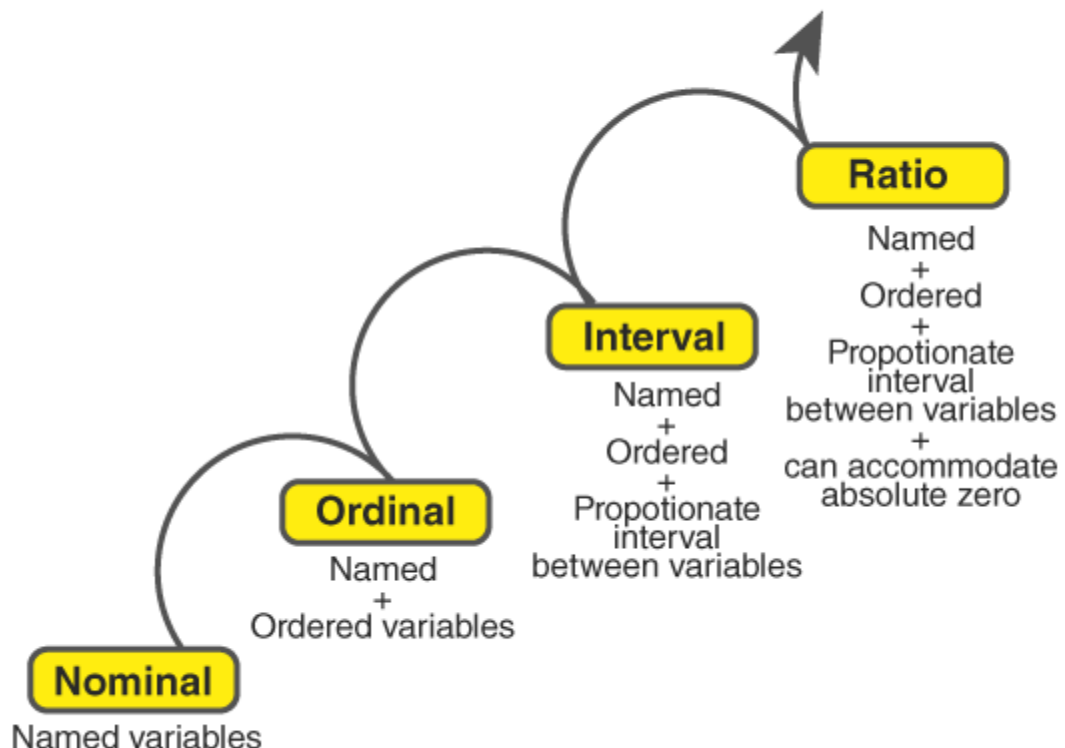 Nominal
Named variables
Ordinal
Named
+
Ordered variables
Interval
Named
+
Ordered
+
Propotionate
interval
between variables
Ratio
Named
+
Ordered
+
Propotionate
interval
between variables
+
can accommodate
absolute zero